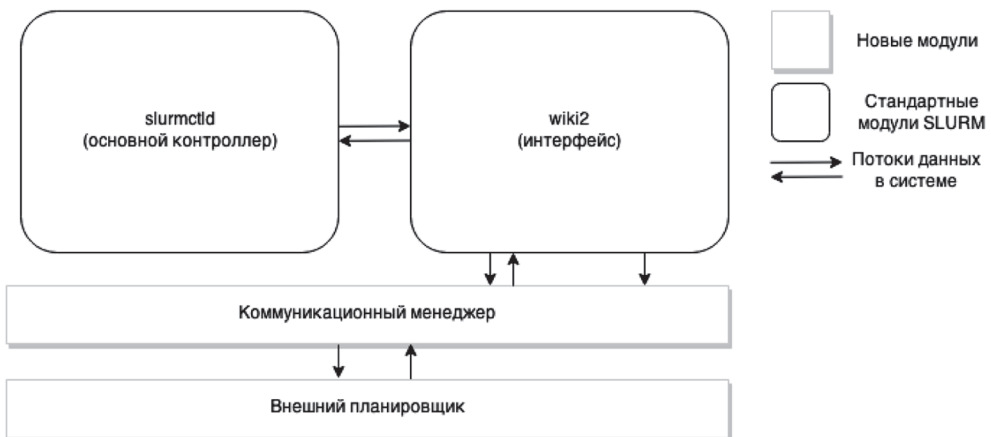 slurmctld
(основной контроллер)
wiki2
(интерфейс)
Новые модули
Стандартные
модули SLURM
Потоки данных
в системе
Коммуникационный менеджер
Внешний планировщик